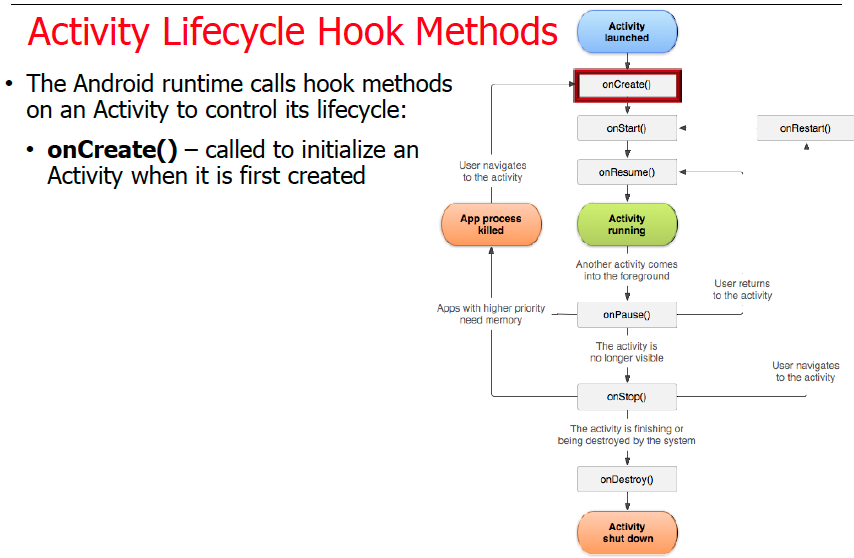 Activity Lifecycle Hook Methods
• The Android runtime calls hook methods
on an Activity to control its lifecycle:
• onCreate() – called to initialize an
Activity when it is first created
Activity
launched
onCreate()
onStart()
onRestart()
User navigates
to the activity
onResume()
App process
killed
Activity
running
Another activity comes
into the foreground
User returns
to the activity
Apps with higher priority
need memory
onPause()
The activity is
no longer visible
User navigates
to the activity
onStop()
The activity is finishing or
being destroyed by the system
onDestroy()
Activity
shut down